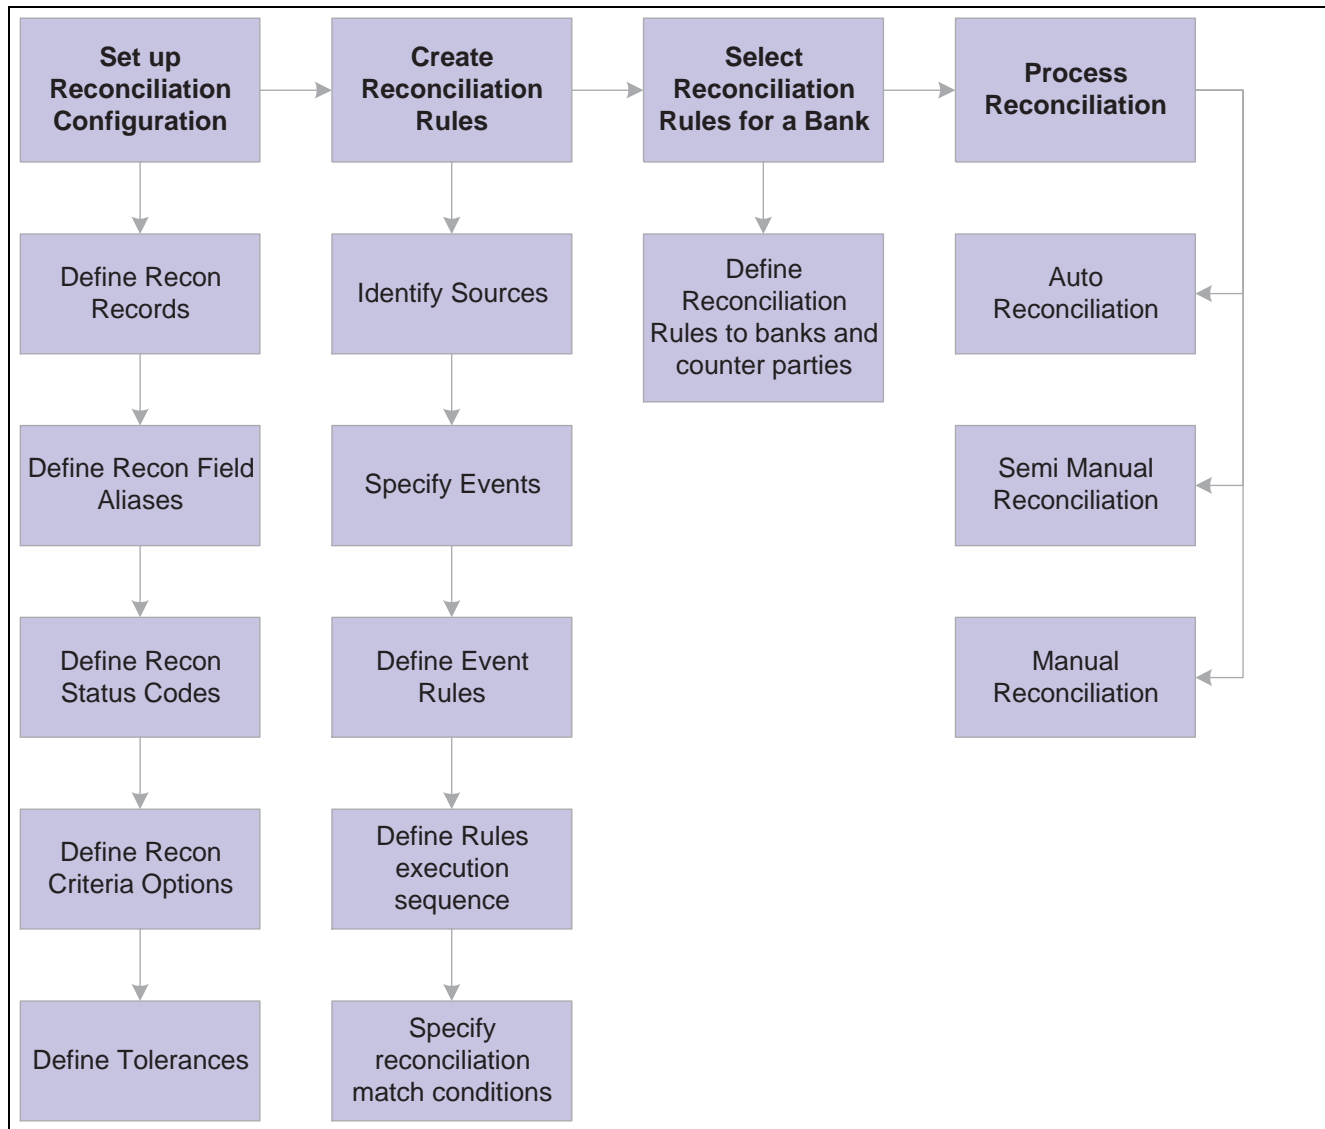 Set up
Reconciliation
Configuration
Create
Reconciliation
Rules
Select
Reconciliation
Rules for a Bank
Process
Reconciliation
Define Recon
Records
Identify Sources
Define
Reconciliation
Rules to banks and
counter parties
Auto
Reconciliation
Define Recon Field
Aliases
Specify Events
Semi Manual
Reconciliation
Define Recon
Status Codes
Define Event
Rules
Manual
Reconciliation
Define Recon
Criteria Options
Define Rules
execution
sequence
Define Tolerances
Specify
reconciliation
match conditions